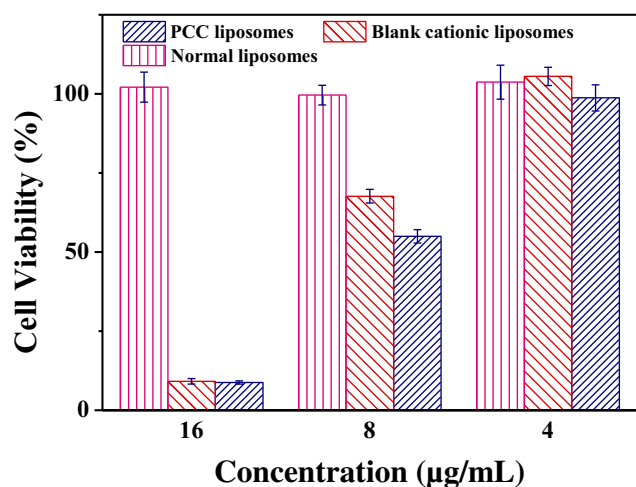 PCC liposomes Blank cationic liposomes
Normal liposomes
100
50
0
Cell Viability (%)
16 8 4
Concentration (μg/mL)